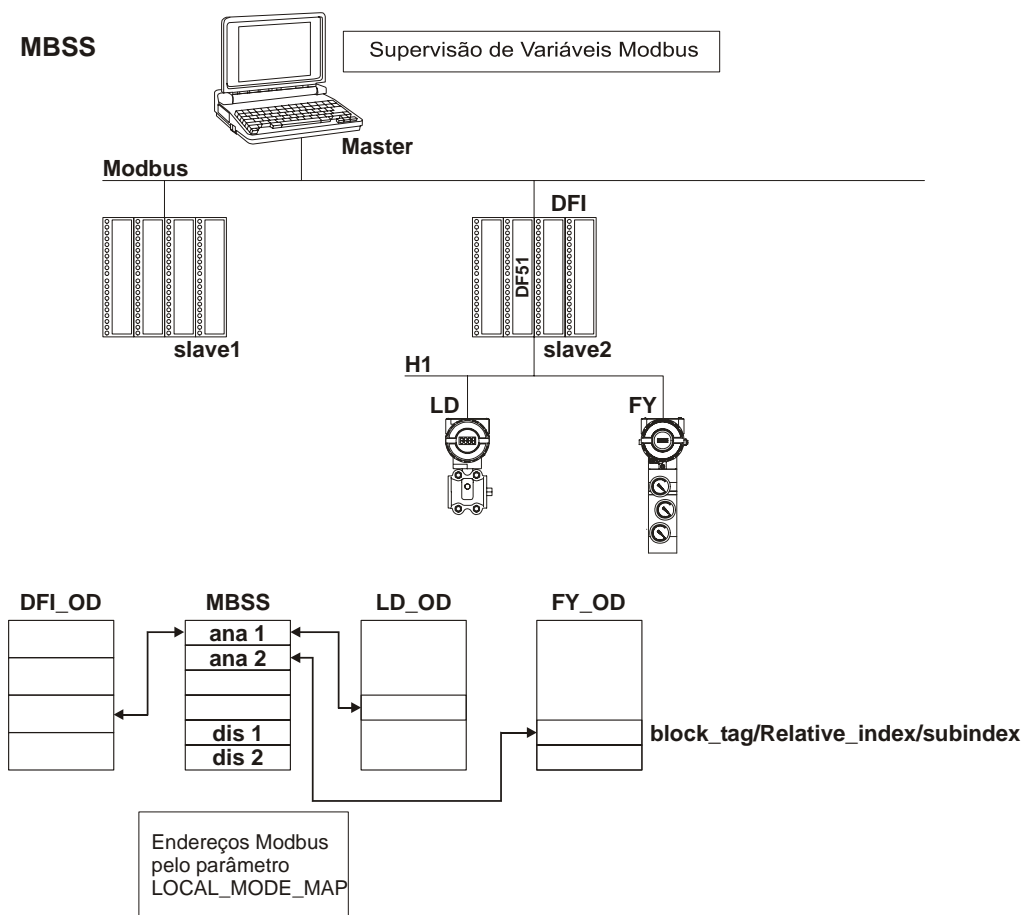 MBSS
Supervisão de Variáveis Modbus
Master
Modbus
DFI
DF51
slave1
slave2
H1
LD
FY
DFI_OD
MBSS
LD_OD
FY_OD
ana 1
ana 2
dis 1
dis 2
block_tag/Relative_index/subindex
Endereços Modbus
pelo parâmetro
LOCAL_MODE_MAP